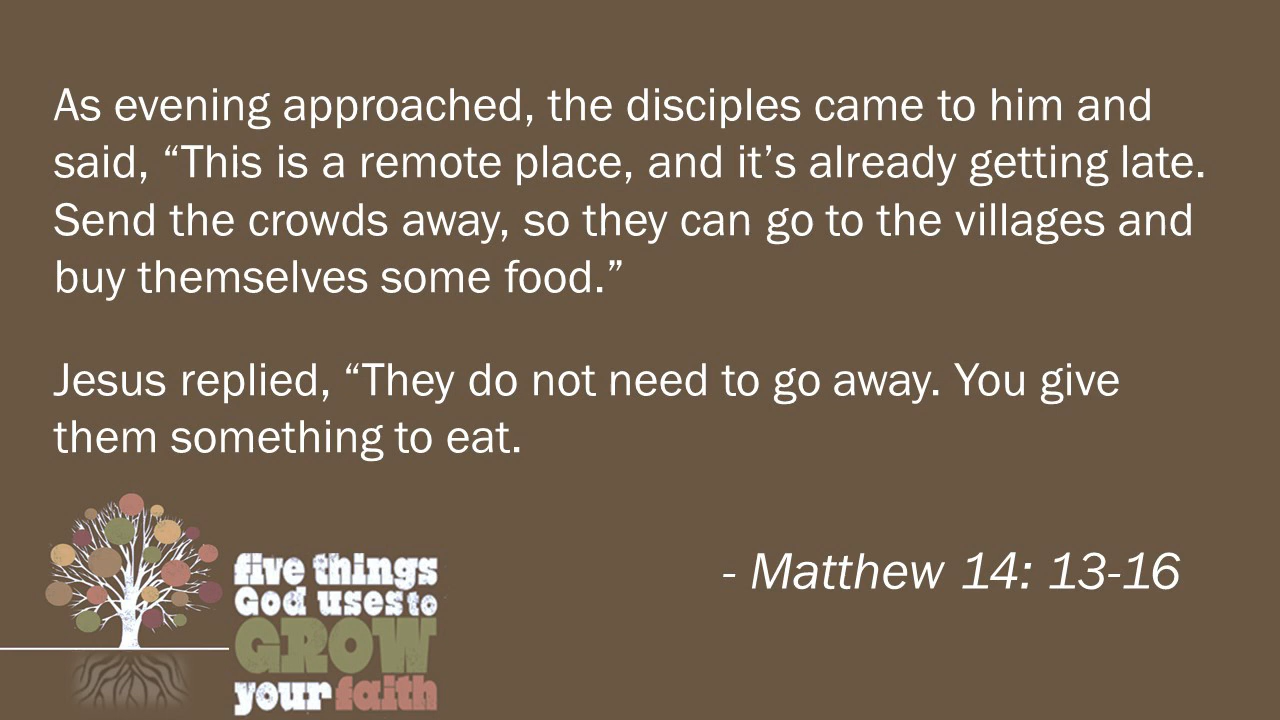 As evening approached, the disciples came to him and
said, “This is a remote place, and it’s already getting late.
Send the crowds away, so they can go to the villages and
buy themselves some food.”
Jesus replied, “They do not need to go away. You give
them something to eat.
- Matthew 14: 13-16
five things
God uses to
GROW
your faith